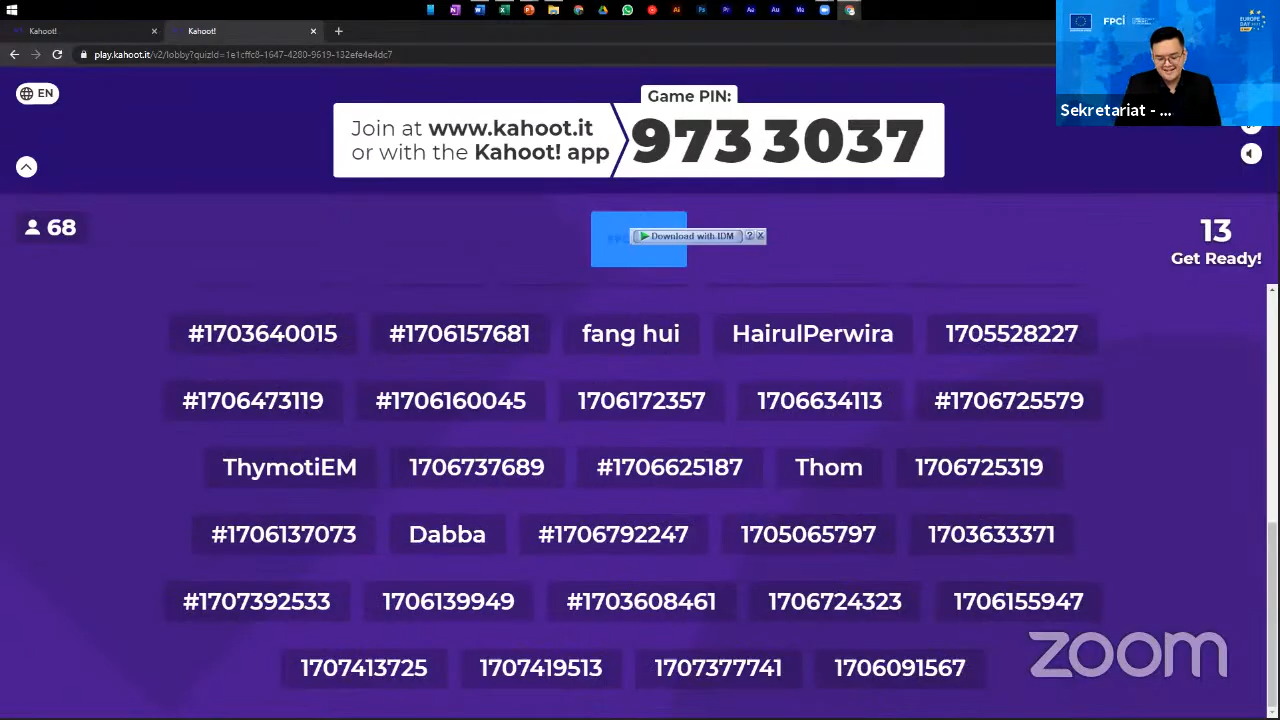 Kahoot!
Kahoot!
play.kahoot.it/v2/lobby?quizId=1e1cffc8-1647-4280-9619-132efe4e4dc7
FPCI
EUROPE DAY
Sekretariat - ...
EN
Game PIN:
Join at www.kahoot.it
or with the Kahoot! app
973 3037
68
Download with IDM
13
Get Ready!
#1703640015 #1706157681 fang hui HairulPerwira 1705528227
#1706473119 #1706160045 1706172357 1706634113 #1706725579
ThymotiEM 1706737689 #1706625187 Thom 1706725319
#1706137073 Dabba #1706792247 1705065797 1703633371
#1707392533 1706139949 #1703608461 1706724323 1706155947
1707413725 1707419513 1707377741 1706091567
zoom